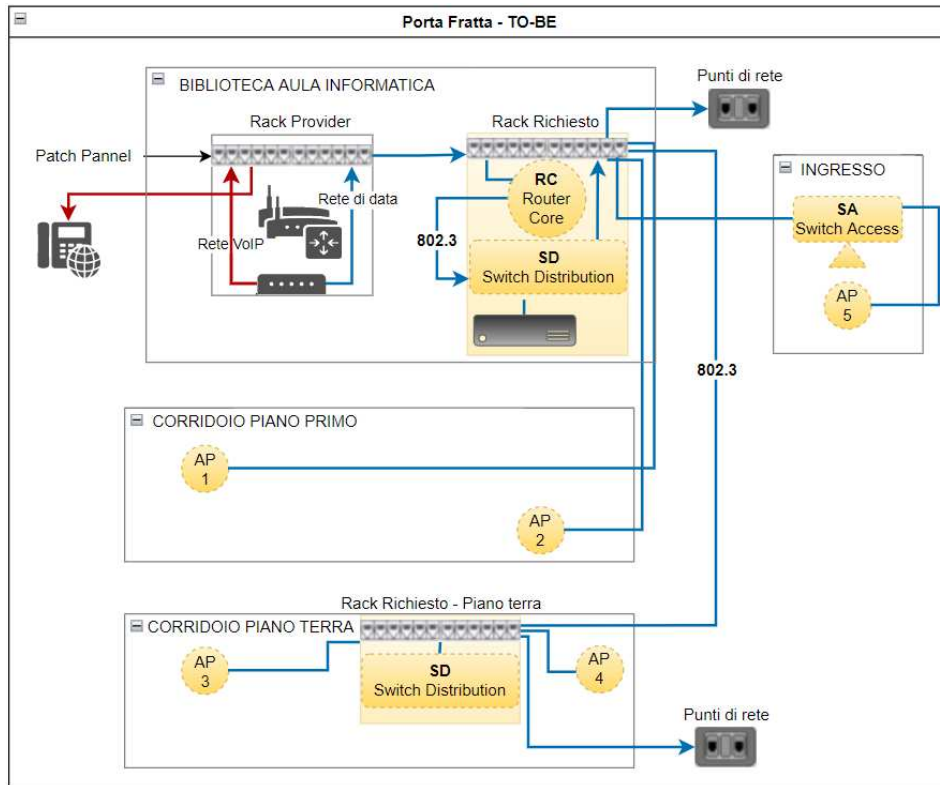 Porta Fratta - TO-BE
BIBLIOTECA AULA INFORMATICA
Punti di rete
Rack Provider
Rack Richiesto
Patch Pannel
RC
Router
Core
INGRESSO
SA
Switch Access
Rete di data
Rete VoIP
802.3
SD
Switch Distribution
AP
5
802.3
CORRIDOIO PIANO PRIMO
AP
1
AP
2
Rack Richiesto - Piano terra
CORRIDOIO PIANO TERRA
AP
3
SD
Switch Distribution
AP
4
Punti di rete